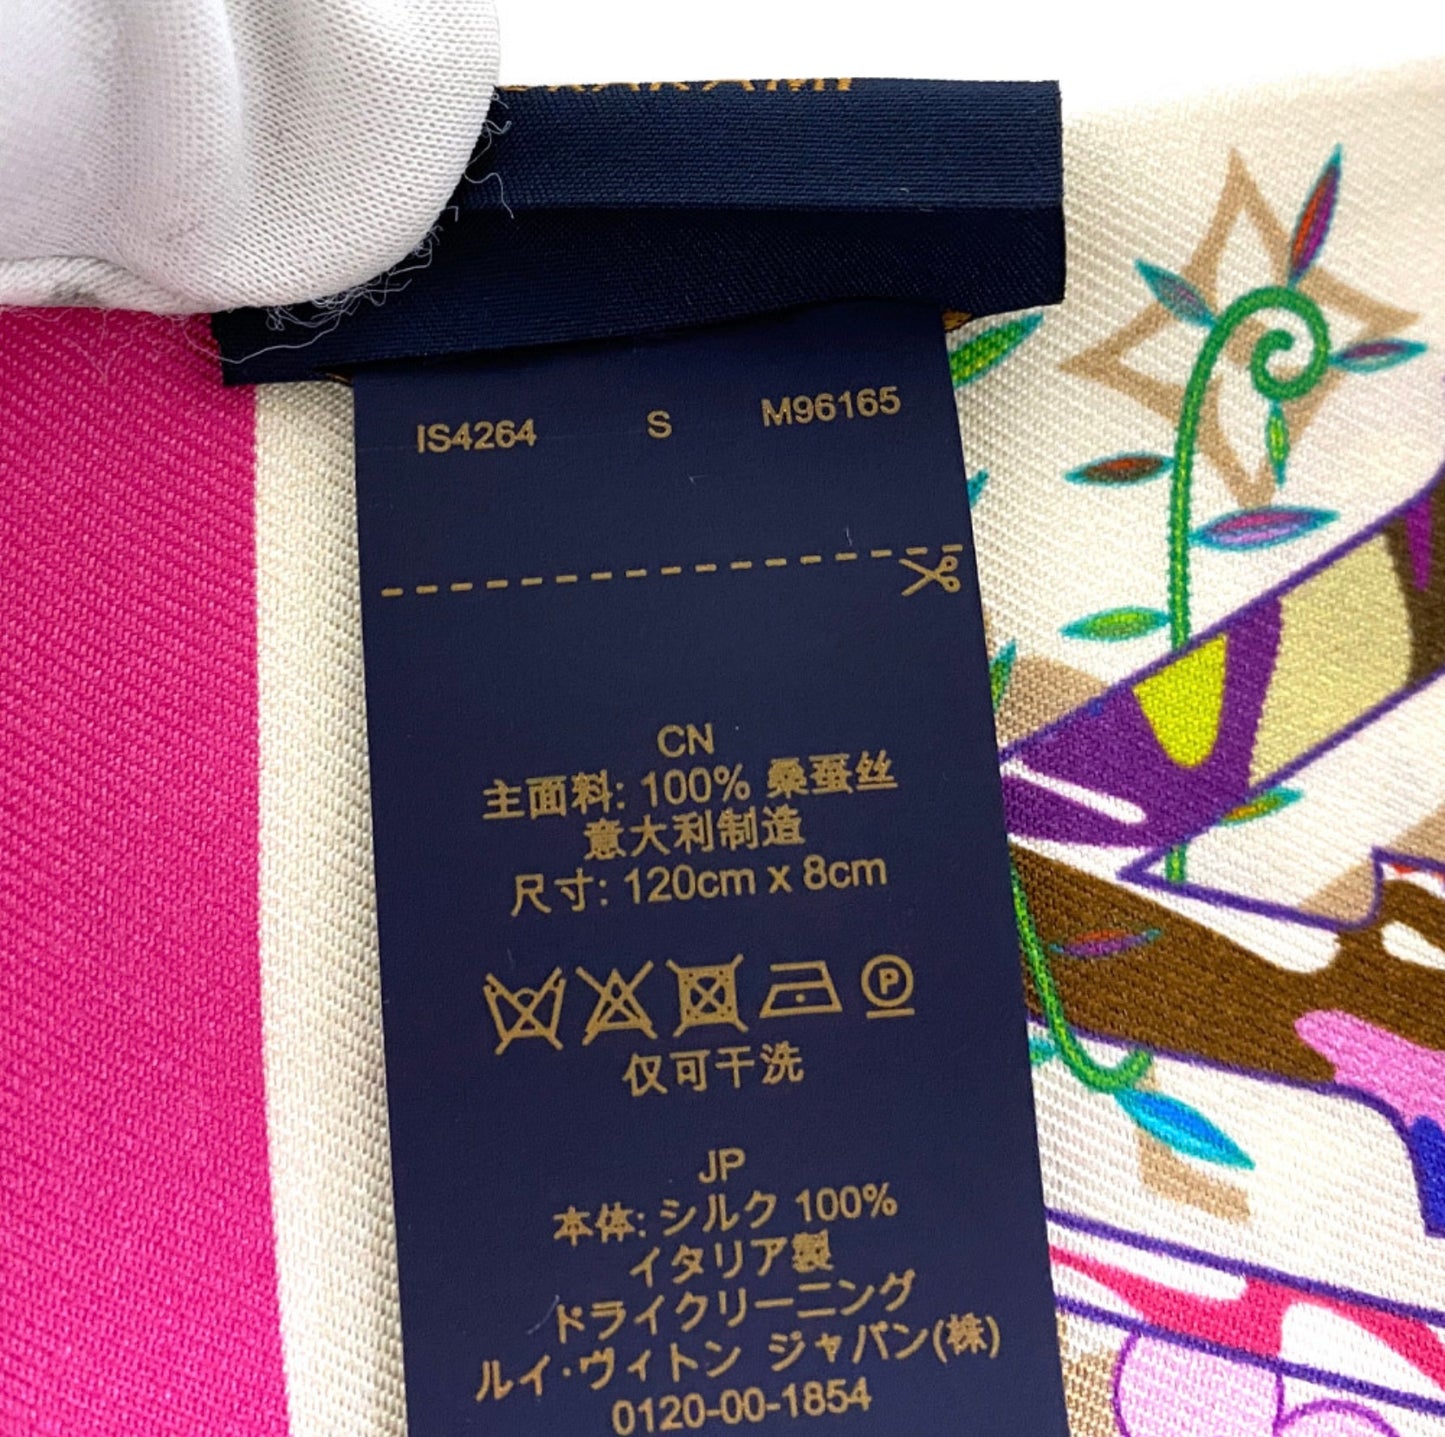 IS4264 S M96165
CN
主面料: 100% 桑蚕丝
意大利制造
尺寸: 120cm x 8cm
P
仅可干洗
JP
本体: シルク 100%
イタリア製
ドライクリーニング
ルイ・ヴィトン ジャパン(株)
0120-00-1854